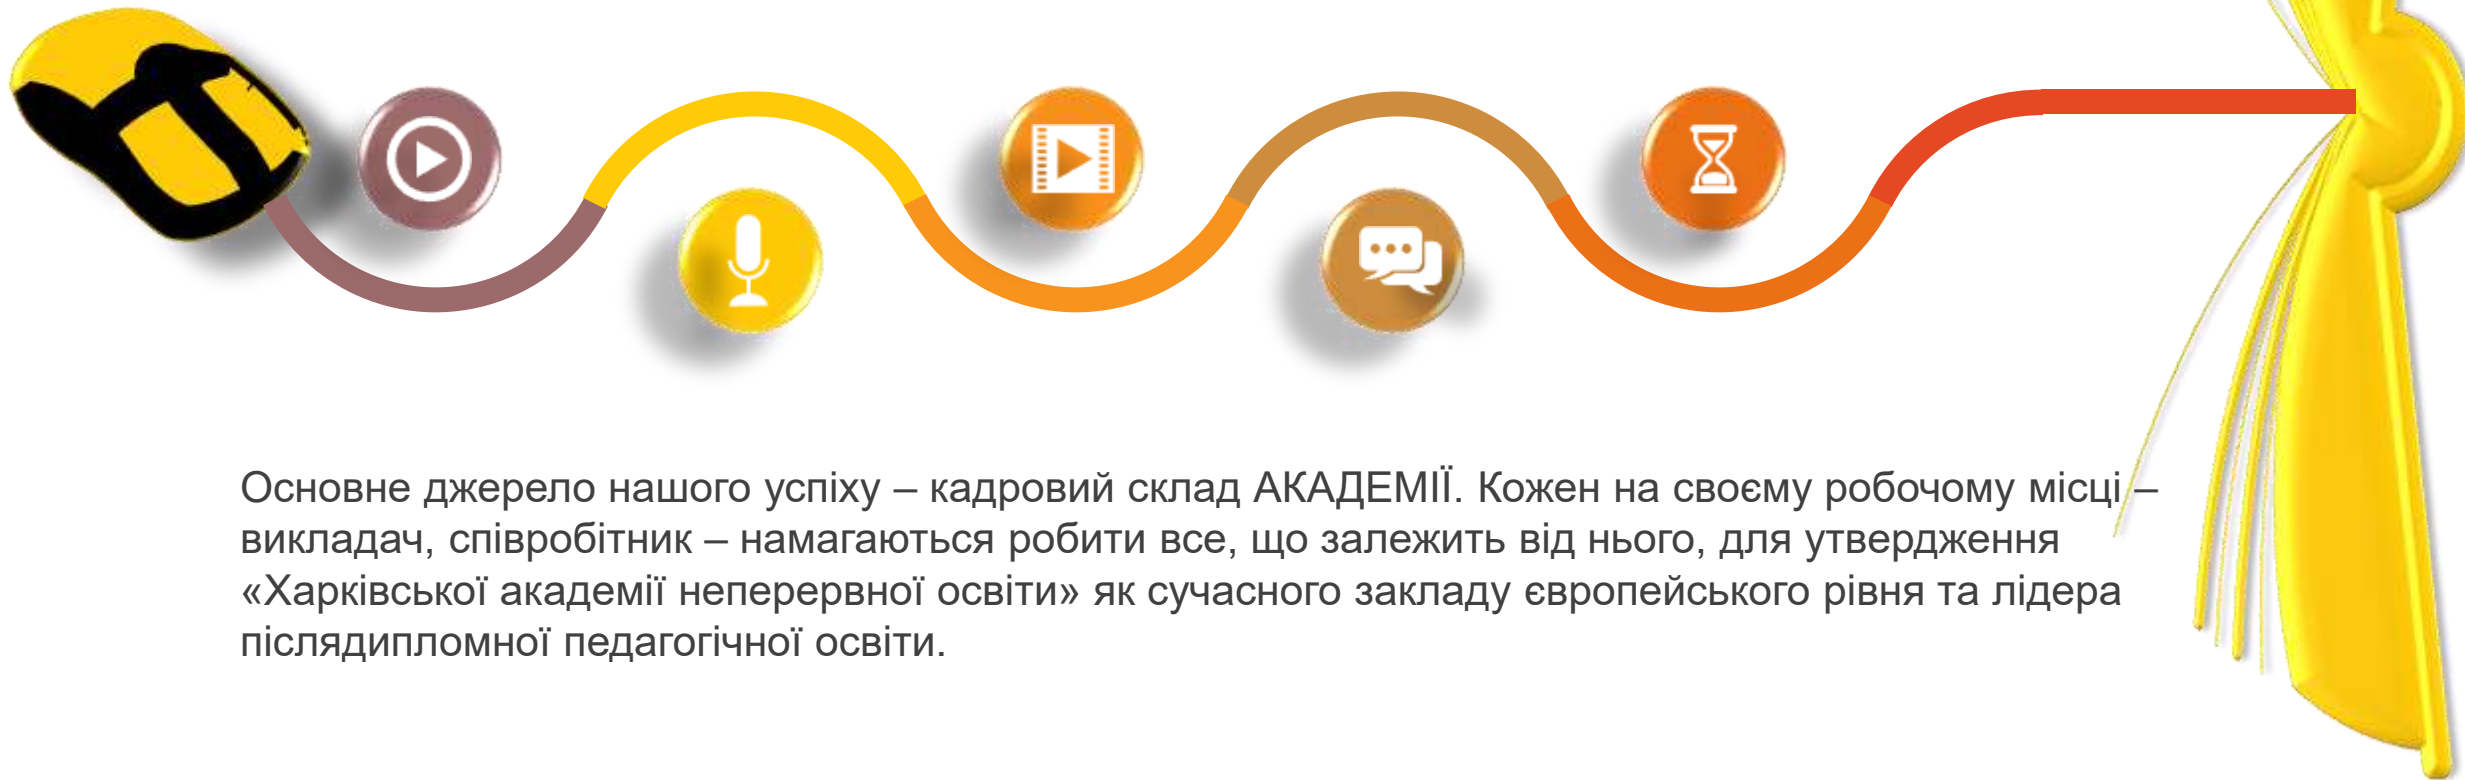 Основне джерело нашого успіху – кадровий склад АКАДЕМІЇ. Кожен на своєму робочому місці –
викладач, співробітник – намагаються робити все, що залежить від нього, для утвердження
«Харківської академії неперервної освіти» як сучасного закладу європейського рівня та лідера
післядипломної педагогічної освіти.